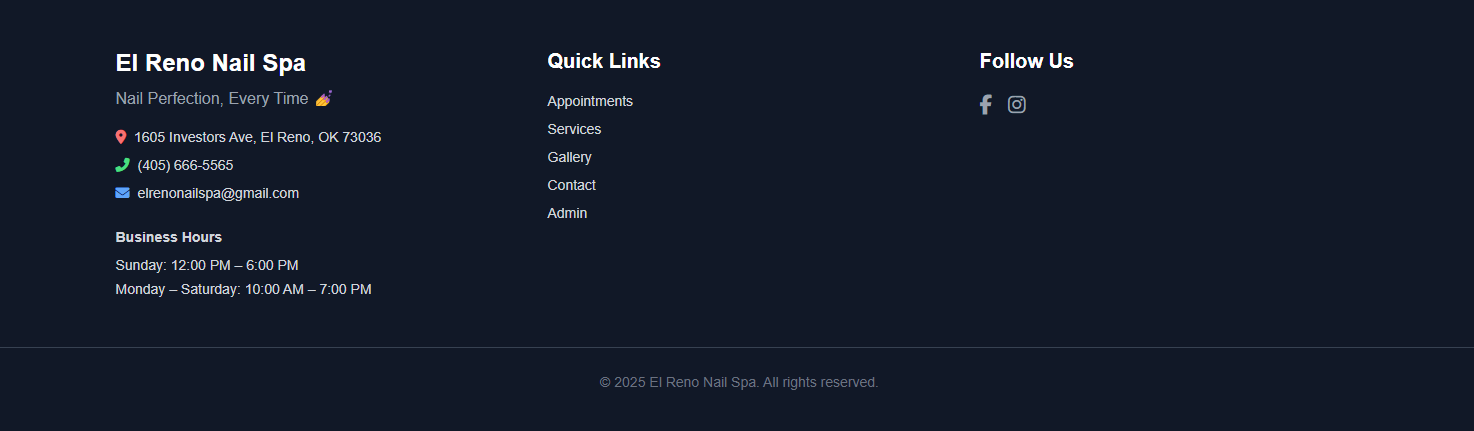 El Reno Nail Spa
Nail Perfection, Every Time 💅
1605 Investors Ave, El Reno, OK 73036
(405) 666-5565
elrenonailspa@gmail.com
Business Hours
Sunday: 12:00 PM – 6:00 PM
Monday – Saturday: 10:00 AM – 7:00 PM
Quick Links
Appointments
Services
Gallery
Contact
Admin
Follow Us
© 2025 El Reno Nail Spa. All rights reserved.